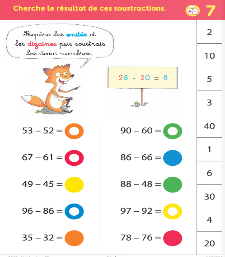 Cherche le résultat de ces soustractions.
7
Sépare les unités et
les dizaines puis soustrais
les deux nombres.
28 - 20 = 8
53 – 52 =
90 – 60 =
67 – 61 =
86 – 66 =
49 – 45 =
88 – 48 =
96 – 86 =
97 – 92 =
35 – 32 =
78 – 76 =
2
10
5
3
40
1
6
30
4
20